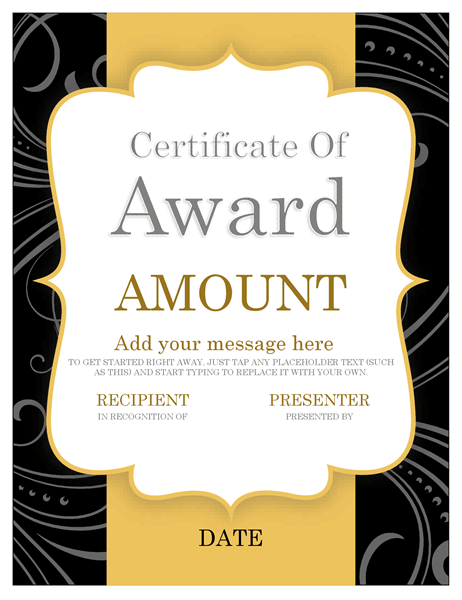 Certificate Of
Award
AMOUNT
Add your message here
TO GET STARTED RIGHT AWAY, JUST TAP ANY PLACEHOLDER TEXT (SUCH
AS THIS) AND START TYPING TO REPLACE IT WITH YOUR OWN.
RECIPIENT PRESENTER
IN RECOGNITION OF PRESENTED BY
DATE